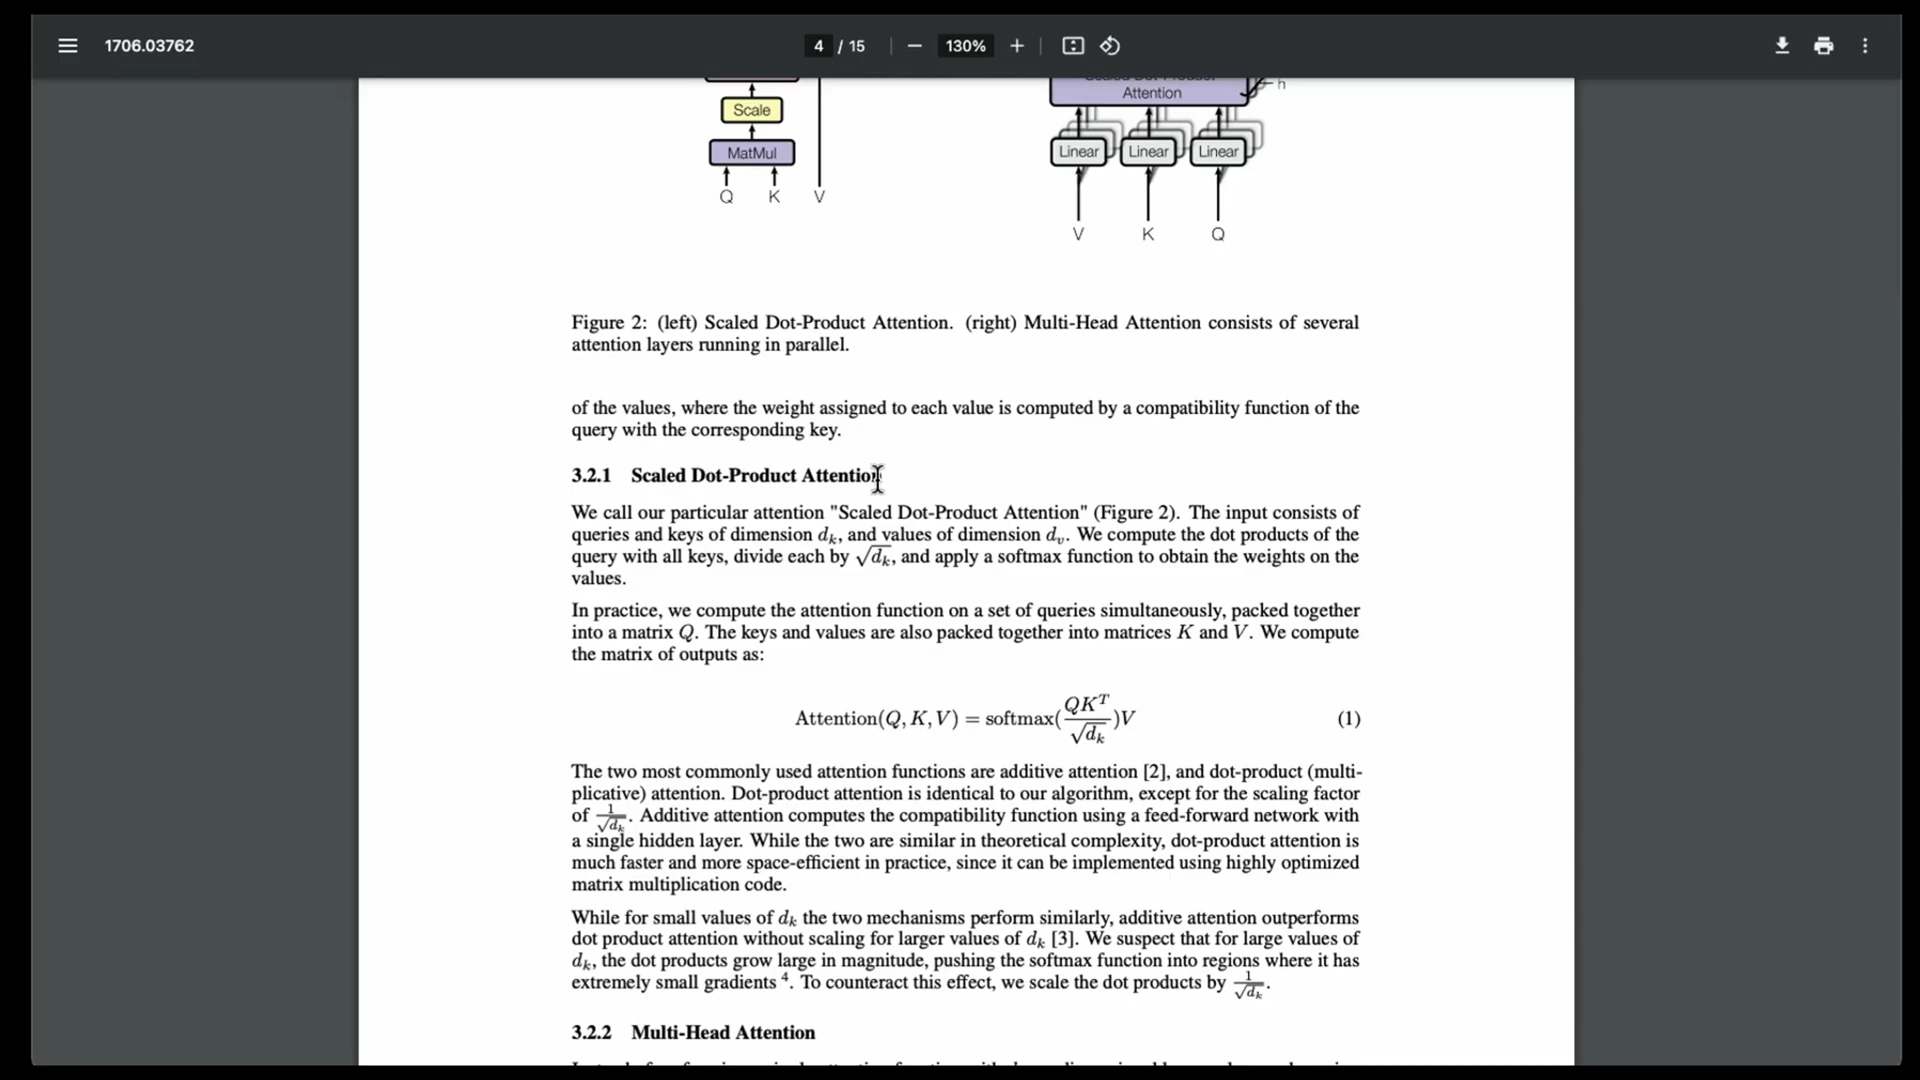 1706.03762
4 / 15
130%
Scaled Dot-Product
Attention
h
Scale
MatMul
Linear Linear Linear
Q K V
V K Q
Figure 2: (left) Scaled Dot-Product Attention. (right) Multi-Head Attention consists of several
attention layers running in parallel.
of the values, where the weight assigned to each value is computed by a compatibility function of the
query with the corresponding key.
3.2.1 Scaled Dot-Product Attention
We call our particular attention "Scaled Dot-Product Attention" (Figure 2). The input consists of
queries and keys of dimension dₖ, and values of dimension dᵥ. We compute the dot products of the
query with all keys, divide each by √dₖ, and apply a softmax function to obtain the weights on the
values.
In practice, we compute the attention function on a set of queries simultaneously, packed together
into a matrix Q. The keys and values are also packed together into matrices K and V. We compute
the matrix of outputs as:
Attention(Q, K, V) = softmax(QKᵀ/√dₖ)V (1)
The two most commonly used attention functions are additive attention [2], and dot-product (multi-
plicative) attention. Dot-product attention is identical to our algorithm, except for the scaling factor
of 1/√dₖ. Additive attention computes the compatibility function using a feed-forward network with
a single hidden layer. While the two are similar in theoretical complexity, dot-product attention is
much faster and more space-efficient in practice, since it can be implemented using highly optimized
matrix multiplication code.
While for small values of dₖ the two mechanisms perform similarly, additive attention outperforms
dot product attention without scaling for larger values of dₖ [3]. We suspect that for large values of
dₖ, the dot products grow large in magnitude, pushing the softmax function into regions where it has
extremely small gradients ⁴. To counteract this effect, we scale the dot products by 1/√dₖ.
3.2.2 Multi-Head Attention